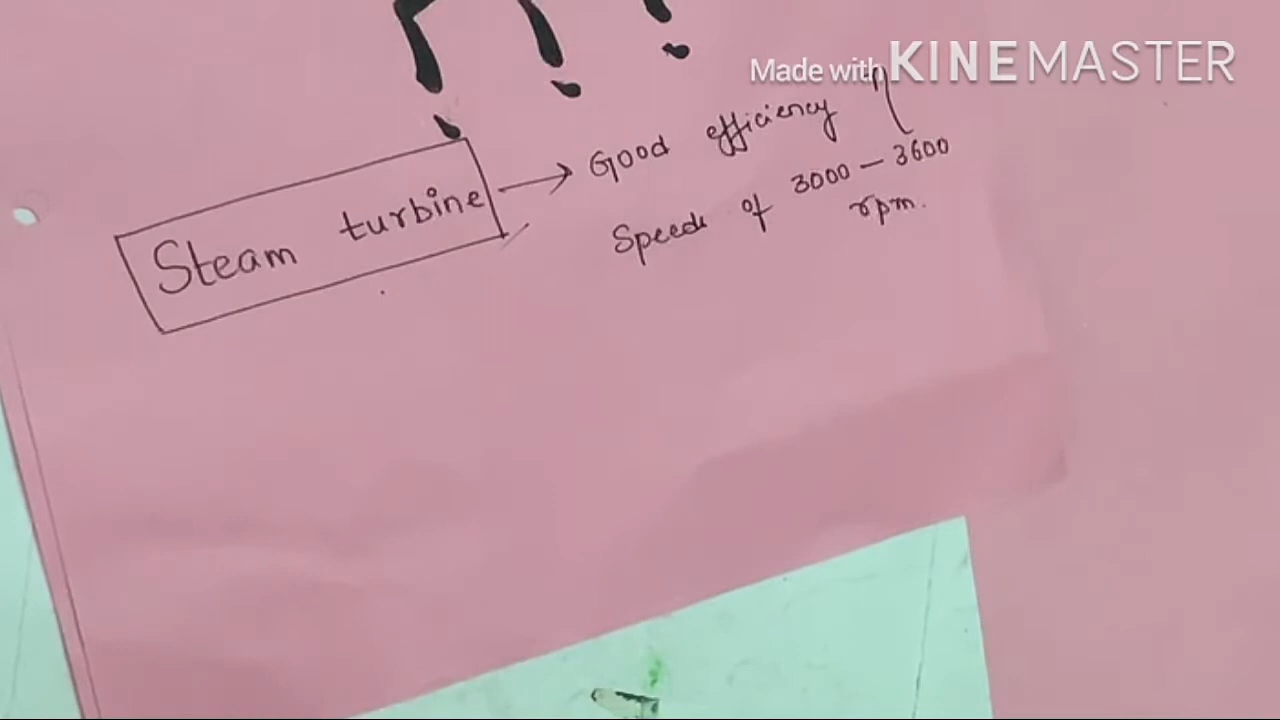 Made with KINEMASTER
Steam turbine → Good efficiency η
Speed of 3000 – 3600
rpm.